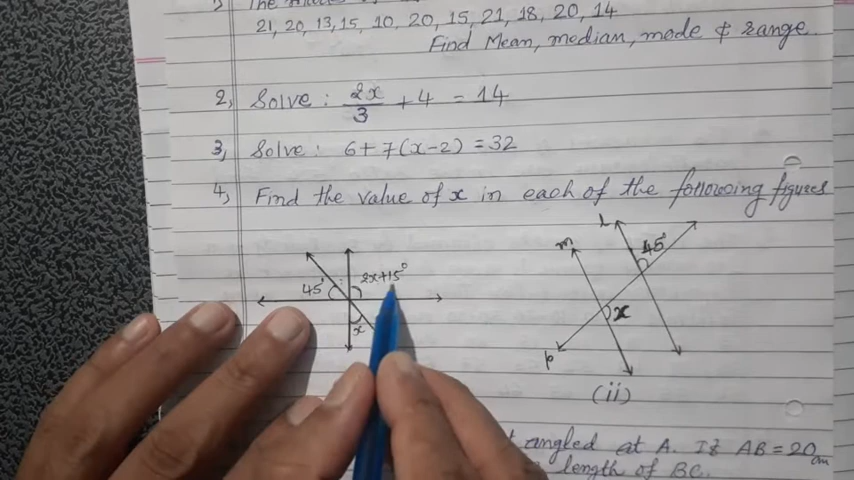 21, 20, 13, 15, 10, 20, 15, 21, 18, 20, 14
Find Mean, median, mode & range.
2, Solve : 2x/3 + 4 = 14
3, Solve : 6 + 7(x-2) = 32
4, Find the value of x in each of the following figures
45° 2x+15°
x
L 45°
m
x
p
(ii)
angled at A. If AB = 20 cm
length of BC.